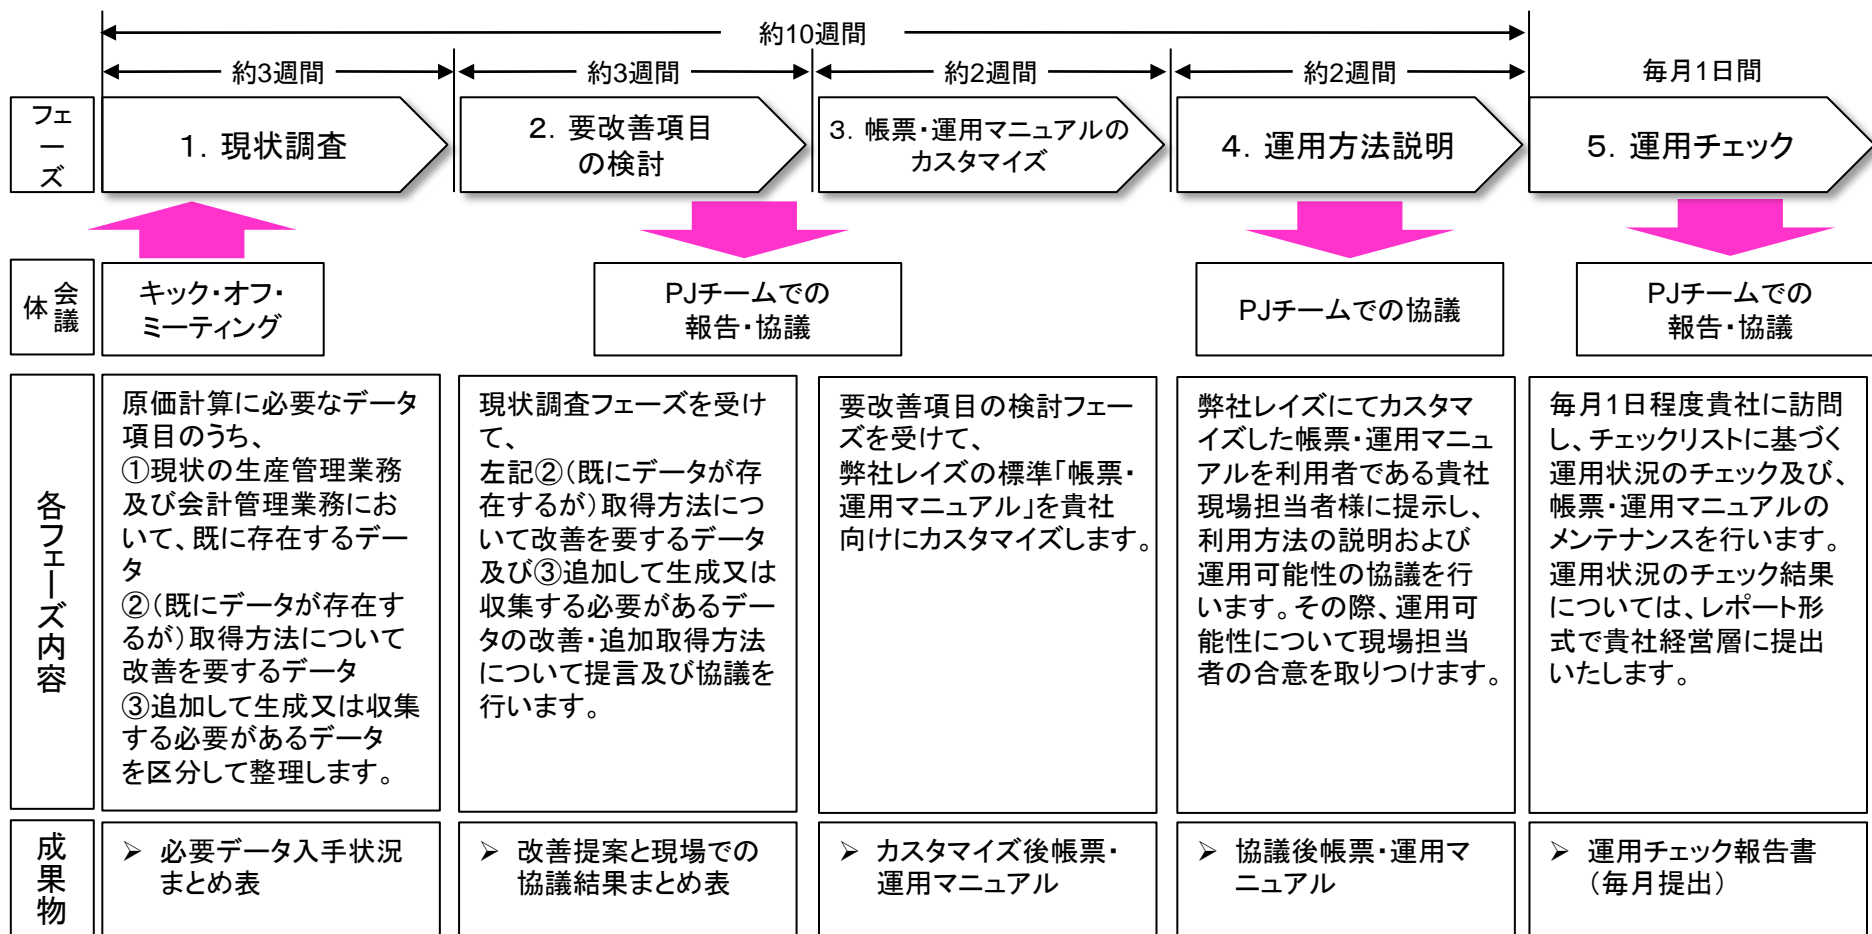 約10週間
約3週間
約3週間
約2週間
約2週間
毎月1日間
フェ
ー
ズ
1．現状調査
2．要改善項目
の検討
3．帳票・運用マニュアルの
カスタマイズ
4．運用方法説明
5．運用チェック
会議
体
キック・オフ・
ミーティング
PJチームでの
報告・協議
PJチームでの協議
PJチームでの
報告・協議
各フェーズ内容
原価計算に必要なデータ
項目のうち、
①現状の生産管理業務
及び会計管理業務にお
いて、既に存在するデー
タ
②（既にデータが存在す
るが）取得方法について
改善を要するデータ
③追加して生成又は収集
する必要があるデータ
を区分して整理します。
現状調査フェーズを受け
て、
左記②（既にデータが存
在するが）取得方法につ
いて改善を要するデータ
及び③追加して生成又は
収集する必要があるデー
タの改善・追加取得方法
について提言及び協議を
行います。
要改善項目の検討フェー
ズを受けて、
弊社レイズの標準「帳票・
運用マニュアル」を貴社
向けにカスタマイズします。
弊社レイズにてカスタマ
イズした帳票・運用マニュ
アルを利用者である貴社
現場担当者様に提示し、
利用方法の説明および
運用可能性の協議を行
います。その際、運用可
能性について現場担当
者の合意を取りつけます。
毎月1日程度貴社に訪問
し、チェックリストに基づく
運用状況のチェック及び、
帳票・運用マニュアルの
メンテナンスを行います。
運用状況のチェック結果
については、レポート形
式で貴社経営層に提出
いたします。
成果物
➢ 必要データ入手状況
まとめ表
➢ 改善提案と現場での
協議結果まとめ表
➢ カスタマイズ後帳票・
運用マニュアル
➢ 協議後帳票・運用マ
ニュアル
➢ 運用チェック報告書
（毎月提出）